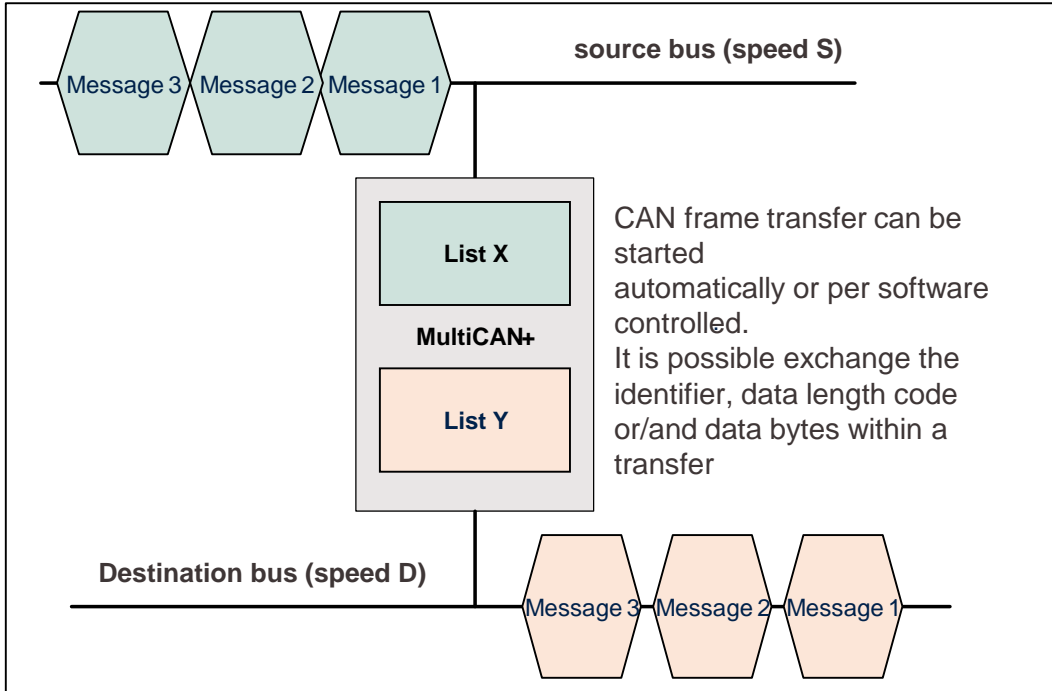 source bus (speed S)
Message 3
Message 2
Message 1
List X
MultiCAN+
List Y
CAN frame transfer can be
started
automatically or per software
controlled.
It is possible exchange the
identifier, data length code
or/and data bytes within a
transfer
Destination bus (speed D)
Message 3
Message 2
Message 1